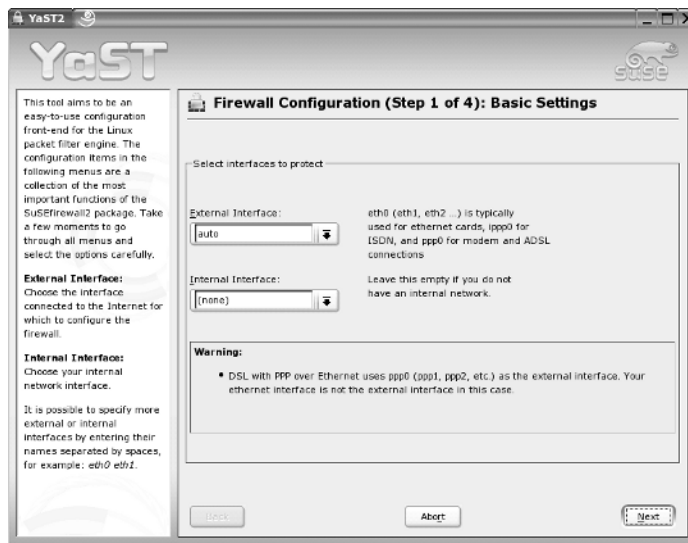 YaST2
YaST
SUSE
This tool aims to be an
easy-to-use configuration
front-end for the Linux
packet filter engine. The
configuration items in the
following menus are a
collection of the most
important functions of the
SuSEfirewall2 package. Take
a few moments to go
through all menus and
select the options carefully.
External Interface:
Choose the interface
connected to the Internet for
which to configure the
firewall.
Internal Interface:
Choose your internal
network interface.
It is possible to specify more
external or internal
interfaces by entering their
names separated by spaces,
for example: eth0 eth1.
Firewall Configuration (Step 1 of 4): Basic Settings
Select interfaces to protect
External Interface:
auto
eth0 (eth1, eth2 ...) is typically
used for ethernet cards, ippp0 for
ISDN, and ppp0 for modem and ADSL
connections
Internal Interface:
(none)
Leave this empty if you do not
have an internal network.
Warning:
• DSL with PPP over Ethernet uses ppp0 (ppp1, ppp2, etc.) as the external interface. Your
ethernet interface is not the external interface in this case.
Back
Abort
Next